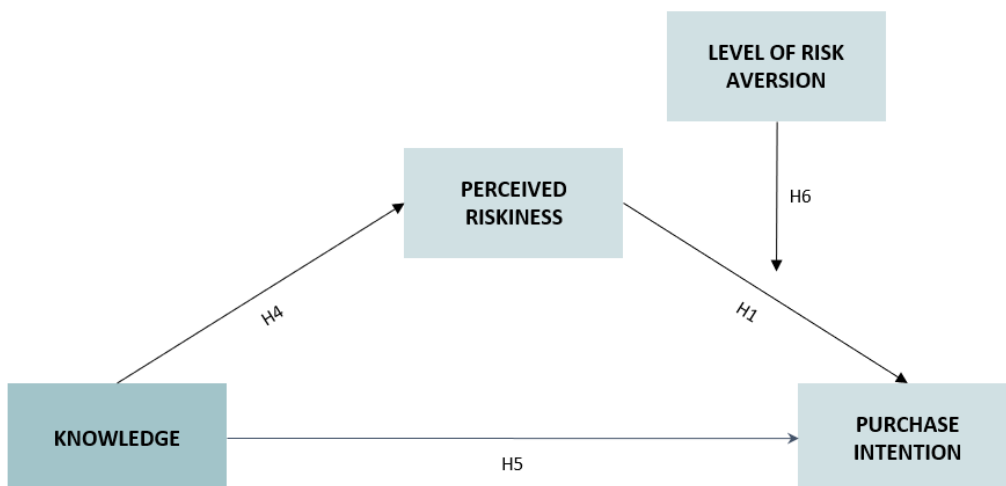 LEVEL OF RISK
AVERSION
PERCEIVED
RISKINESS
H6
H4
H1
KNOWLEDGE
PURCHASE
INTENTION
H5